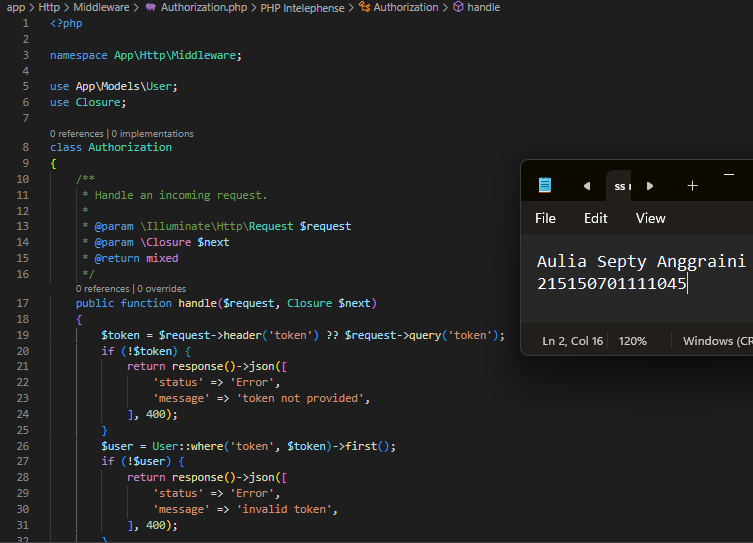 app > Http > Middleware > Authorization.php > PHP Intelephense > Authorization > handle
1 <?php
2
3 namespace App\Http\Middleware;
4
5 use App\Models\User;
6 use Closure;
7
0 references | 0 implementations
8 class Authorization
9 {
10 /**
11 * Handle an incoming request.
12 *
13 * @param \Illuminate\Http\Request $request
14 * @param \Closure $next
15 * @return mixed
16 */
0 references | 0 overrides
17 public function handle($request, Closure $next)
18 {
19 $token = $request->header('token') ?? $request->query('token');
20 if (!$token) {
21 return response()->json([
22 'status' => 'Error',
23 'message' => 'token not provided',
24 ], 400);
25 }
26 $user = User::where('token', $token)->first();
27 if (!$user) {
28 return response()->json([
29 'status' => 'Error',
30 'message' => 'invalid token',
31 ], 400);
32 }
ss
File Edit View
Aulia Septy Anggraini
215150701111045
Ln 2, Col 16 120% Windows (CR